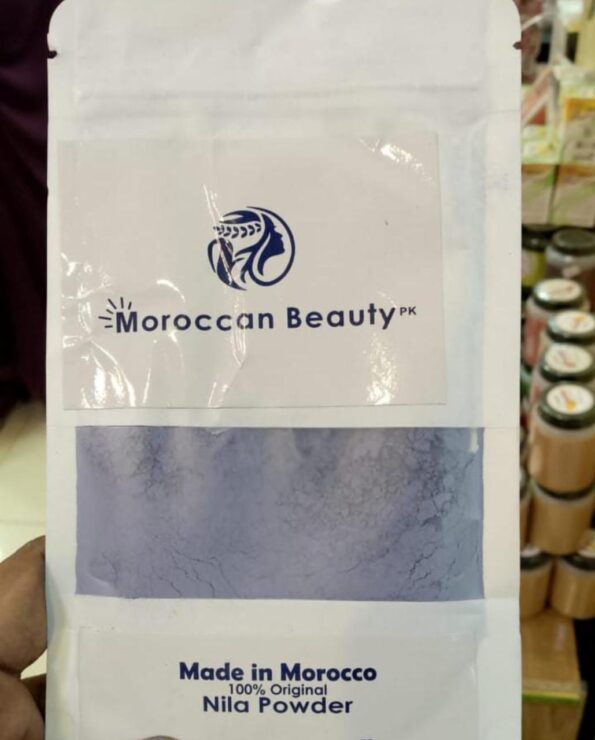 Moroccan Beauty PK
Made in Morocco
100% Original
Nila Powder